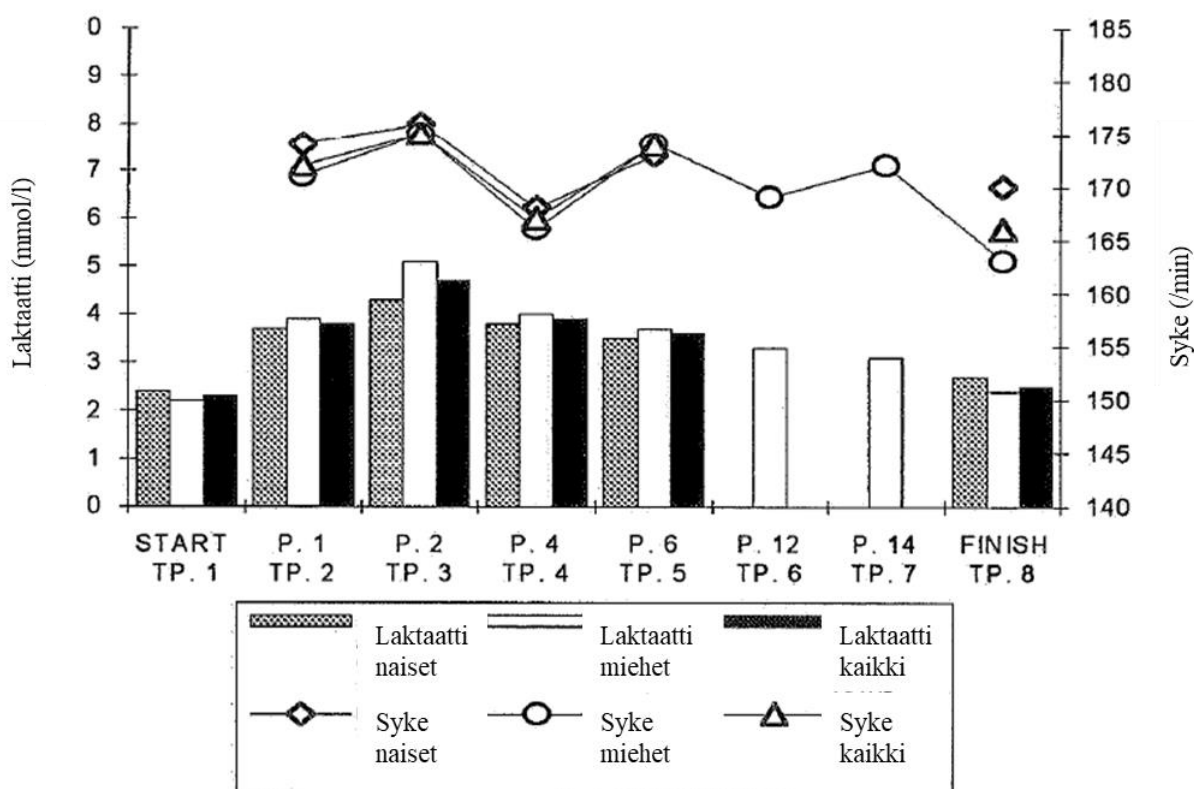 Laktaatti (mmol/l)
0
9
8
7
6
5
4
3
2
1
0
185
180
175
170
165
160
155
150
145
140
Syke (/min)
START P. 1 P. 2 P. 4 P. 6 P. 12 P. 14 FINISH
TP. 1 TP. 2 TP. 3 TP. 4 TP. 5 TP. 6 TP. 7 TP. 8
Laktaatti Laktaatti Laktaatti
naiset miehet kaikki
Syke Syke Syke
naiset miehet kaikki